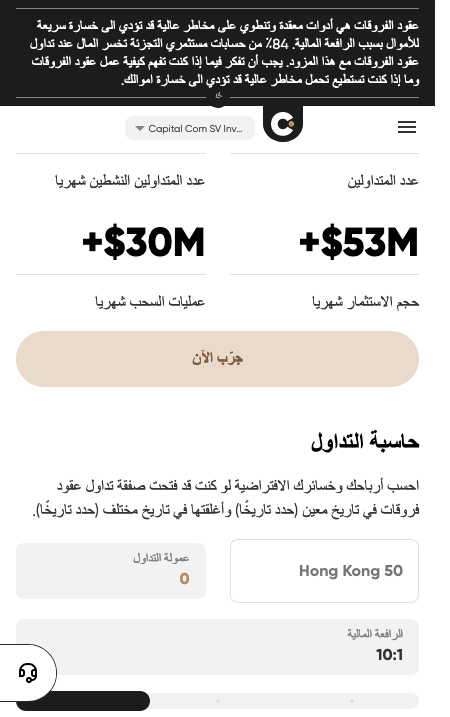 عقود الفروقات هي أدوات معقدة وتنطوي على مخاطر عالية قد تؤدي الى خسارة سريعة
للأموال بسبب الرافعة المالية. 84٪ من حسابات مستثمري التجزئة تخسر المال عند تداول
عقود الفروقات مع هذا المزود. يجب أن تفكر فيما إذا كنت تفهم كيفية عمل عقود الفروقات
وما إذا كنت تستطيع تحمل مخاطر عالية قد تؤدي الى خسارة اموالك.
Capital Com SV Inv...
عدد المتداولين
عدد المتداولين النشطين شهريا
+$53M
+$30M
حجم الاستثمار شهريا
عمليات السحب شهريا
جرّب الآن
حاسبة التداول
احسب أرباحك وخسائرك الافتراضية لو كنت قد فتحت صفقة تداول عقود
فروقات في تاريخ معين (حدد تاريخًا) وأغلقتها في تاريخ مختلف (حدد تاريخًا).
Hong Kong 50
عمولة التداول
0
الرافعة المالية
10:1